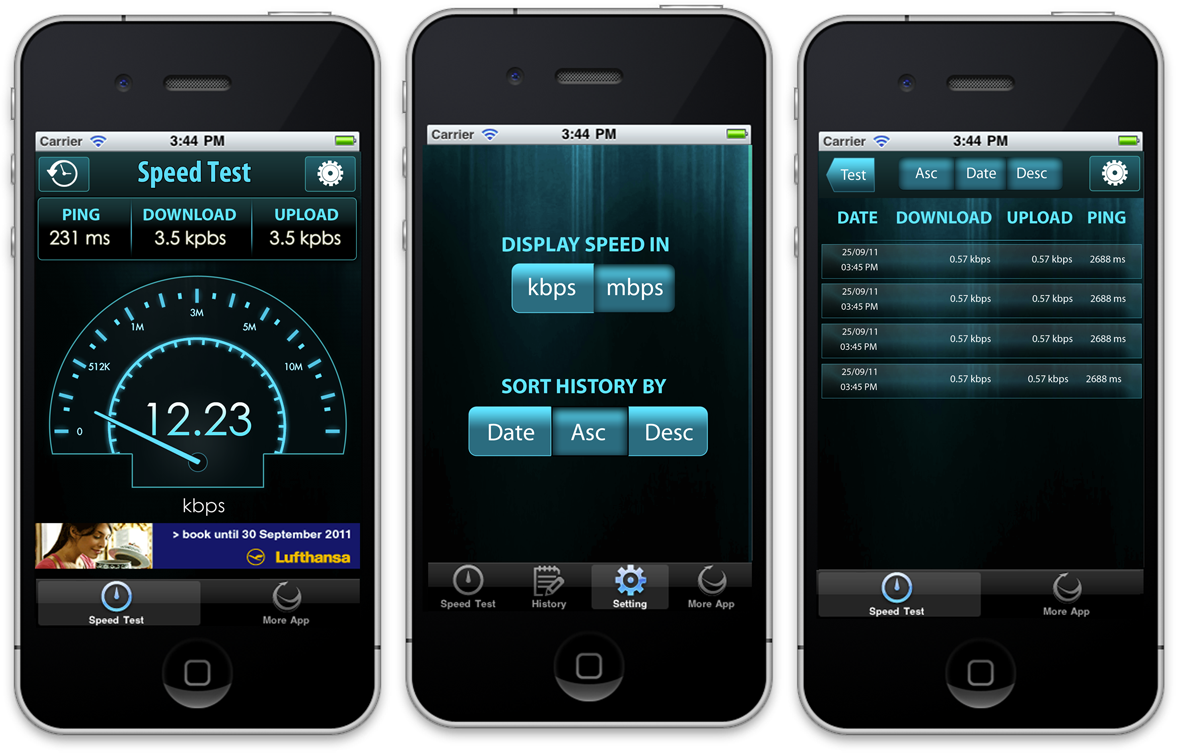 Carrier 3:44 PM
Speed Test
PING DOWNLOAD UPLOAD
231 ms 3.5 kpbs 3.5 kpbs
3M
1M 5M
512K 10M
12.23
0
kbps
> book until 30 September 2011
Lufthansa
Speed Test More App
Carrier 3:44 PM
DISPLAY SPEED IN
kbps mbps
SORT HISTORY BY
Date Asc Desc
Speed Test History Setting More App
Carrier 3:44 PM
Test Asc Date Desc
DATE DOWNLOAD UPLOAD PING
25/09/11
03:45 PM 0.57 kbps 0.57 kbps 2688 ms
25/09/11
03:45 PM 0.57 kbps 0.57 kbps 2688 ms
25/09/11
03:45 PM 0.57 kbps 0.57 kbps 2688 ms
25/09/11
03:45 PM 0.57 kbps 0.57 kbps 2688 ms
Speed Test More App